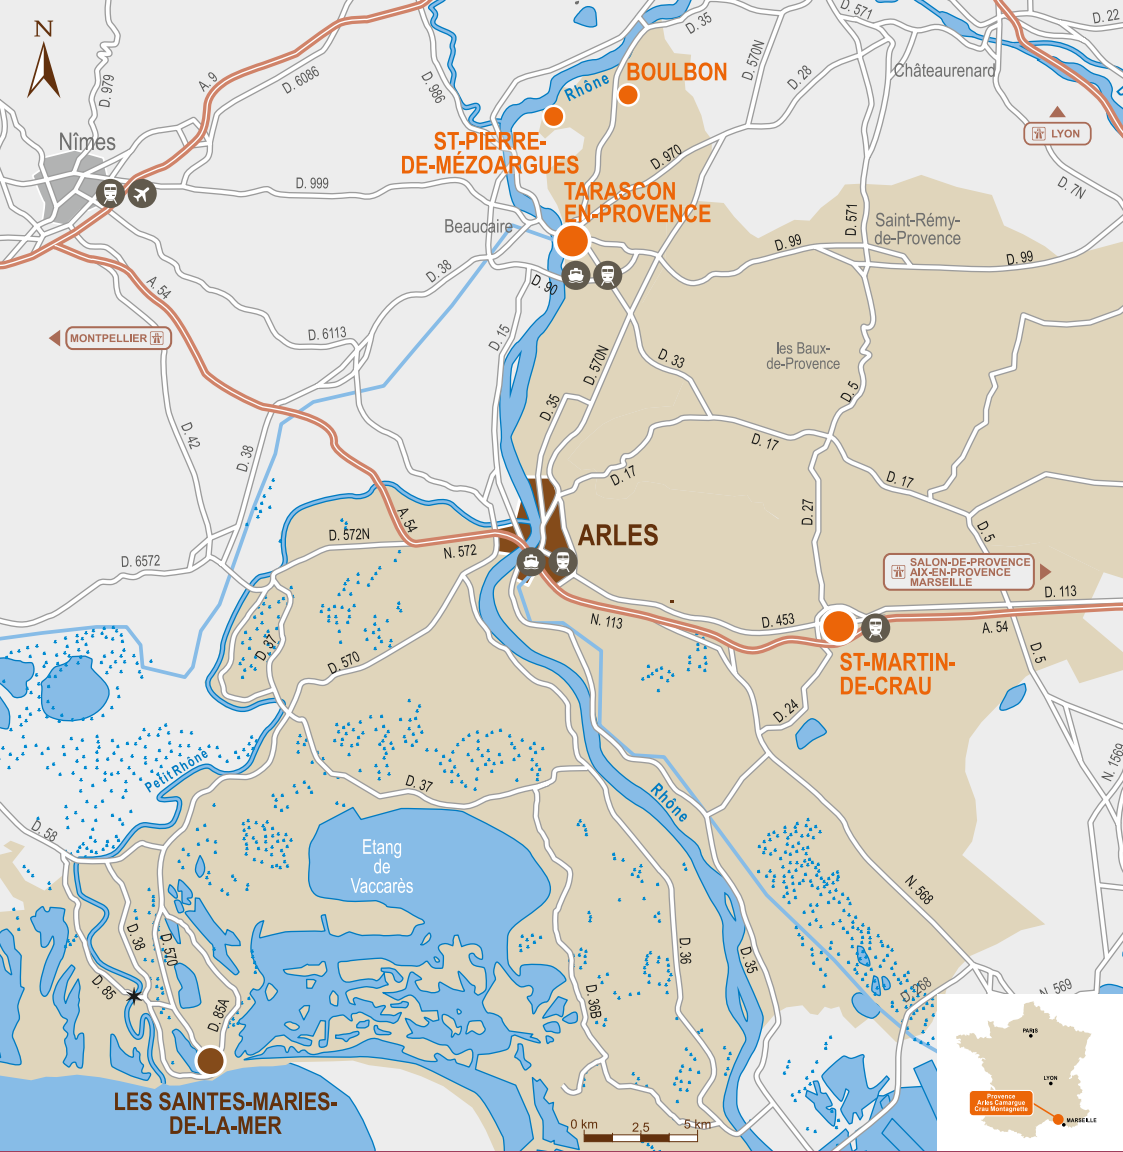 N
D. 979
A. 9
D. 6086
D. 986
D. 35
D. 571
D. 22
D. 570N
D. 28
Châteaurenard
BOULBON
Rhône
Nîmes
ST-PIERRE-
DE-MÉZOARGUES
D. 970
LYON
D. 7N
D. 999
TARASCON
EN-PROVENCE
Beaucaire
D. 571
Saint-Rémy-
de-Provence
D. 99
D. 99
D. 38
D. 90
A. 54
MONTPELLIER
D. 6113
D. 15
D. 570N
D. 33
les Baux-
de-Provence
D. 5
D. 35
D. 42
D. 38
D. 17
D. 17
D. 17
D. 27
A. 54
D. 572N
N. 572
ARLES
D. 5
D. 6572
SALON-DE-PROVENCE
AIX-EN-PROVENCE
MARSEILLE
D. 113
N. 113
D. 453
A. 54
D. 37
D. 570
ST-MARTIN-
DE-CRAU
D. 5
D. 24
Petit Rhône
D. 37
Rhône
N. 1569
D. 58
Etang
de
Vaccarès
N. 568
D. 38
D. 570
D. 85
D. 85A
D. 36
D. 35
D. 36B
D. 268
N. 569
LES SAINTES-MARIES-
DE-LA-MER
0 km
2,5
5 km
PARIS
LYON
Provence
Arles Camargue
Crau Montagnette
MARSEILLE